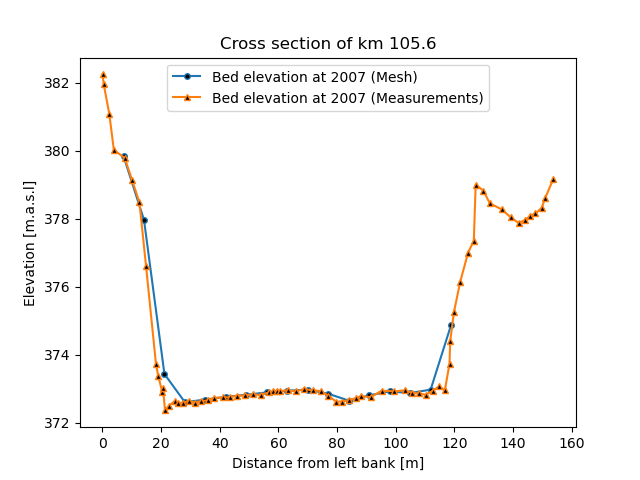 Cross section of km 105.6
Bed elevation at 2007 (Mesh)
Bed elevation at 2007 (Measurements)
Elevation [m.a.s.l]
382
380
378
376
374
372
0 20 40 60 80 100 120 140 160
Distance from left bank [m]